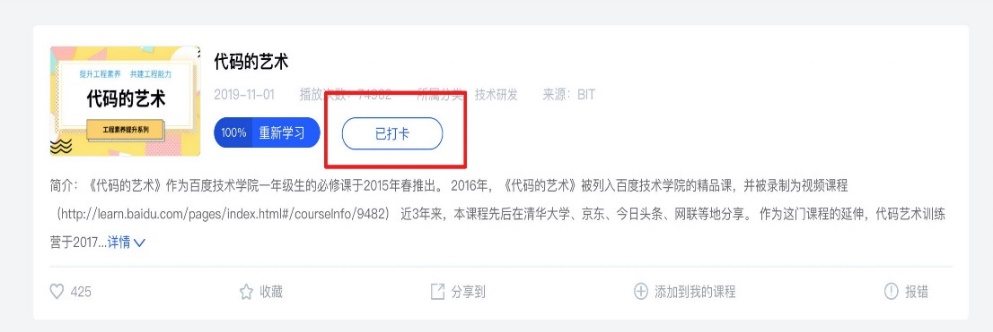 提升工程素养 共建工程能力
代码的艺术
工程素养提升系列
代码的艺术
2019-11-01 播放次数 74302 所属分类 技术研发 来源：BIT
100% 重新学习 已打卡
简介：《代码的艺术》作为百度技术学院一年级生的必修课于2015年春推出。 2016年，《代码的艺术》被列入百度技术学院的精品课，并被录制为视频课程
（http://learn.baidu.com/pages/index.html#/courseInfo/9482） 近3年来，本课程先后在清华大学、京东、今日头条、网联等地分享。 作为这门课程的延伸，代码艺术训练
营于2017...详情
425 收藏 分享到 添加到我的课程 报错